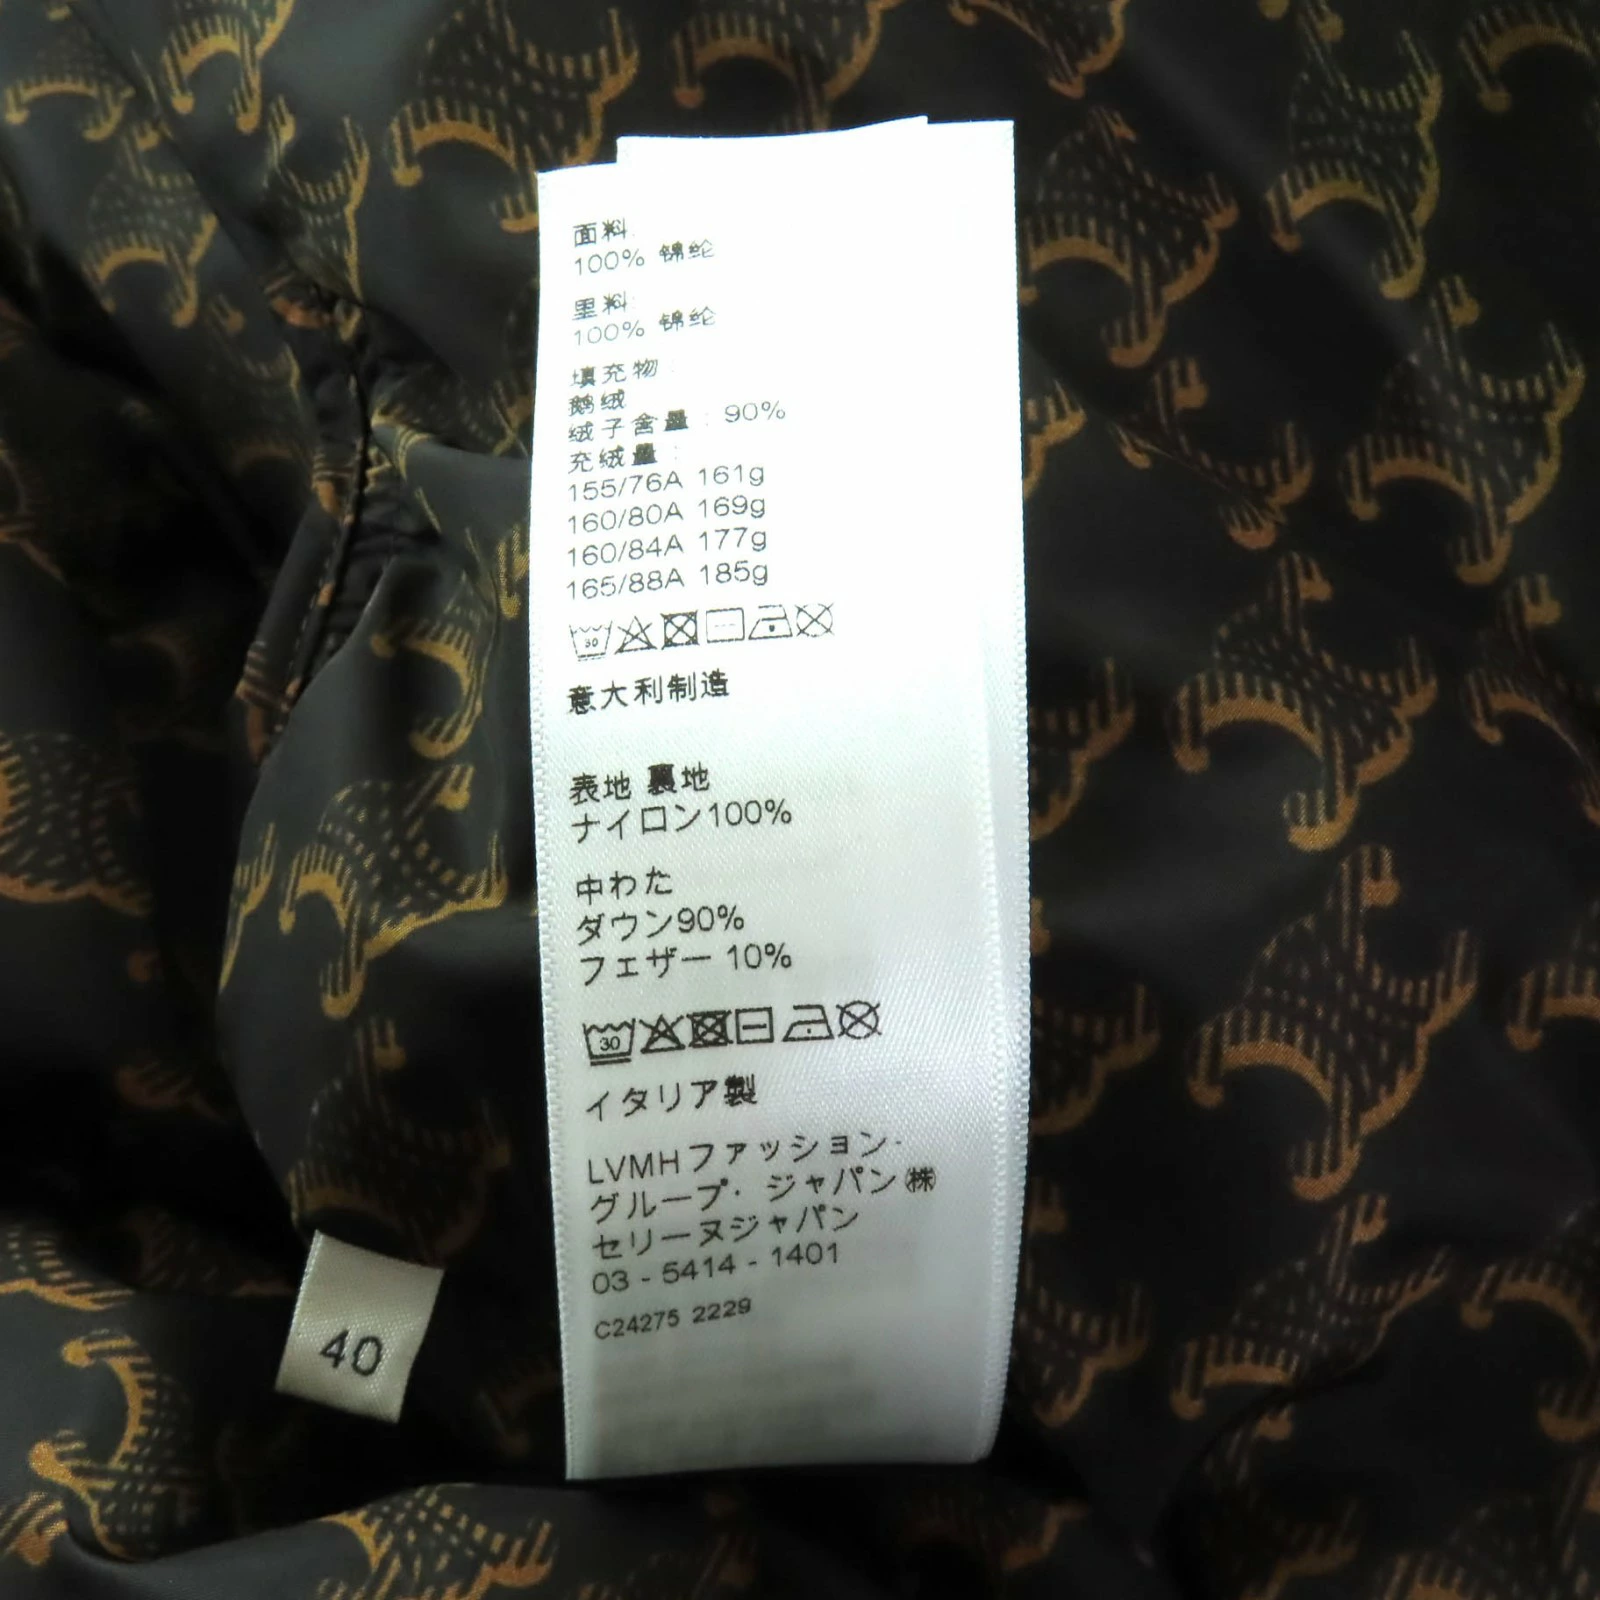 面料:
100% 锦纶
里料:
100% 锦纶
填充物:
鹅绒
绒子含量: 90%
充绒量:
155/76A 161g
160/80A 169g
160/84A 177g
165/88A 185g
30
意大利制造
表地 裏地
ナイロン100%
中わた
ダウン90%
フェザー 10%
30
イタリア製
LVMHファッション・
グループ・ジャパン㈱
セリーヌジャパン
03 - 5414 - 1401
C24275 2229
40